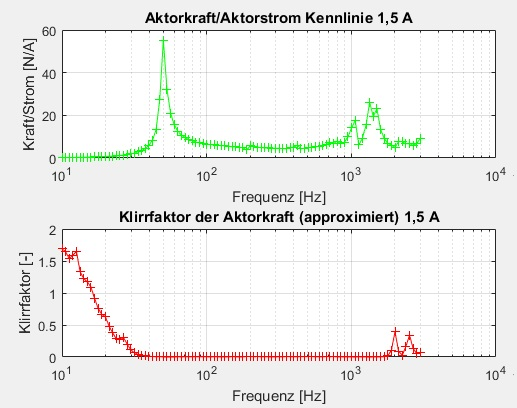 Aktorkraft/Aktorstrom Kennlinie 1,5 A
Kraft/Strom [N/A]
60
40
20
0
10^1 10^2 10^3 10^4
Frequenz [Hz]
Klirrfaktor der Aktorkraft (approximiert) 1,5 A
Klirrfaktor [-]
2
1.5
1
0.5
0
10^1 10^2 10^3 10^4
Frequenz [Hz]